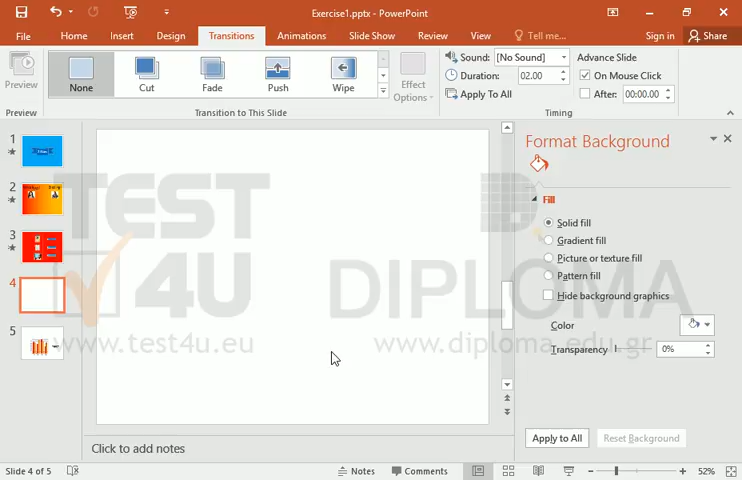 Exercise1.pptx - PowerPoint
File Home Insert Design Transitions Animations Slide Show Review View Tell me... Sign in Share
Preview
None Cut Fade Push Wipe
Effect
Options
Sound: [No Sound]
Duration: 02.00
Apply To All
Advance Slide
On Mouse Click
After: 00:00.00
Preview Transition to This Slide Timing
1
2
3
4
5
Format Background
Fill
Solid fill
Gradient fill
Picture or texture fill
Pattern fill
Hide background graphics
Color
Transparency 0%
Apply to All Reset Background
TEST
4U
www.test4u.eu
DIPLOMA
www.diploma.edu.gr
Click to add notes
Slide 4 of 5 Notes Comments 52%